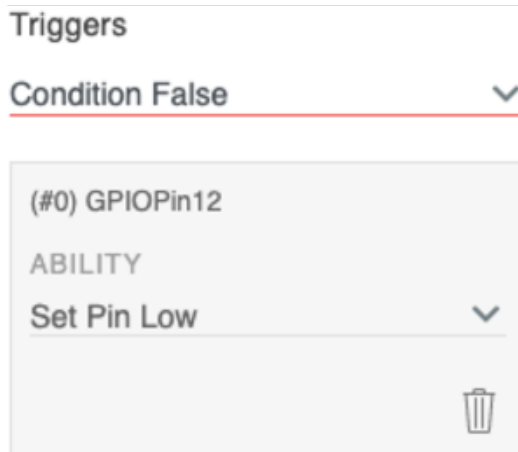 Triggers
Condition False
(#0) GPIOPin12
ABILITY
Set Pin Low